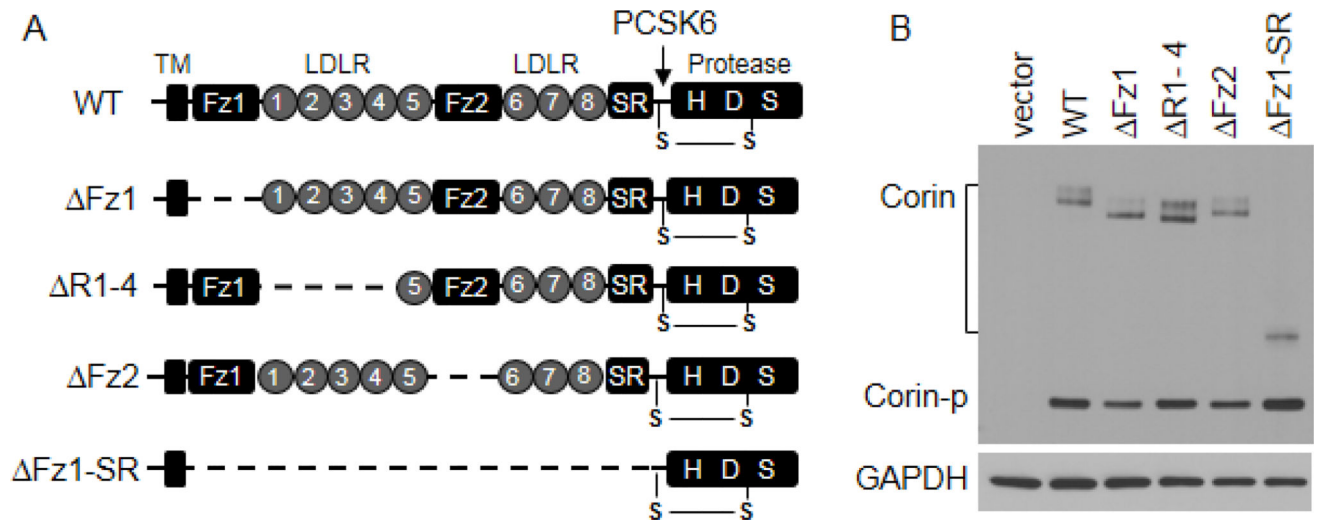 A
PCSK6
TM LDLR LDLR Protease
WT Fz1 1 2 3 4 5 Fz2 6 7 8 SR H D S
S S
ΔFz1 1 2 3 4 5 Fz2 6 7 8 SR H D S
S S
ΔR1-4 Fz1 5 Fz2 6 7 8 SR H D S
S S
ΔFz2 Fz1 1 2 3 4 5 6 7 8 SR H D S
S S
ΔFz1-SR H D S
S S
B
vector WT ΔFz1 ΔR1-4 ΔFz2 ΔFz1-SR
Corin
Corin-p
GAPDH